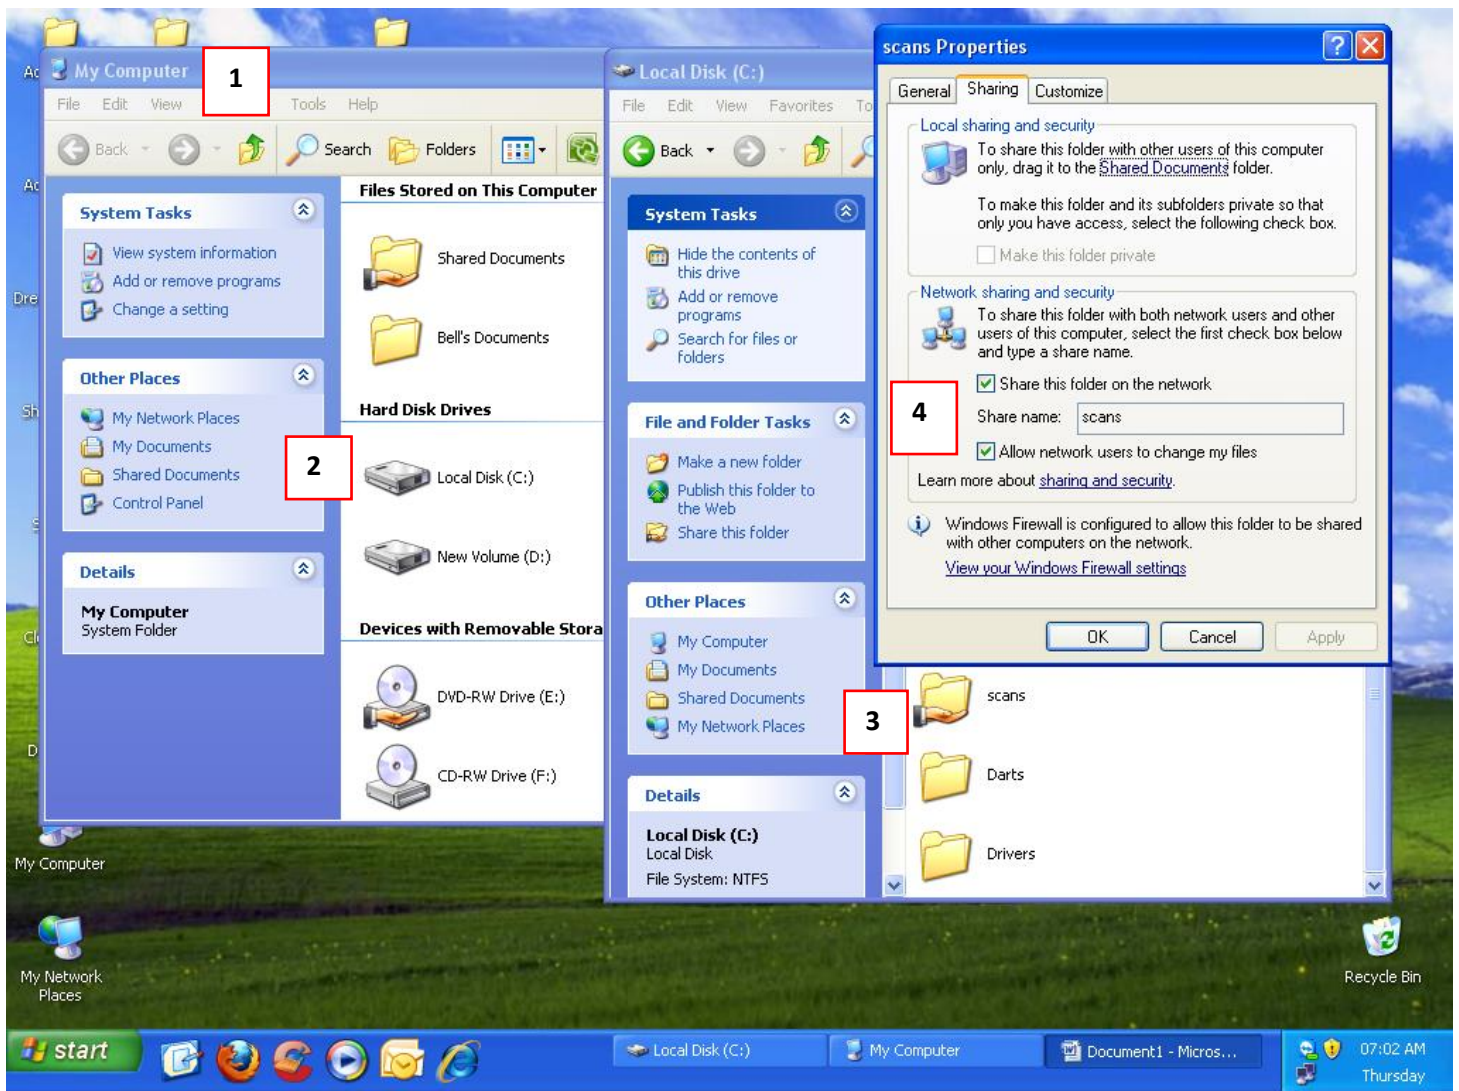 My Computer
1
File Edit View Tools Help
Back Search Folders
System Tasks
View system information
Add or remove programs
Change a setting
Other Places
My Network Places
My Documents
Shared Documents
Control Panel
Details
My Computer
System Folder
Files Stored on This Computer
Shared Documents
Bell's Documents
Hard Disk Drives
2
Local Disk (C:)
New Volume (D:)
Devices with Removable Stora
DVD-RW Drive (E:)
CD-RW Drive (F:)
Local Disk (C:)
File Edit View Favorites To
Back
System Tasks
Hide the contents of
this drive
Add or remove
programs
Search for files or
folders
File and Folder Tasks
Make a new folder
Publish this folder to
the Web
Share this folder
Other Places
My Computer
My Documents
Shared Documents
My Network Places
Details
Local Disk (C:)
Local Disk
File System: NTFS
3
scans
Darts
Drivers
scans Properties
General Sharing Customize
Local sharing and security
To share this folder with other users of this computer
only, drag it to the Shared Documents folder.
To make this folder and its subfolders private so that
only you have access, select the following check box.
Make this folder private
Network sharing and security
To share this folder with both network users and other
users of this computer, select the first check box below
and type a share name.
4
Share this folder on the network
Share name: scans
Allow network users to change my files
Learn more about sharing and security.
Windows Firewall is configured to allow this folder to be shared
with other computers on the network.
View your Windows Firewall settings
OK Cancel Apply
Ac
Ac
Dre
Sh
S
Cl
D
My Computer
My Network
Places
Recycle Bin
start
Local Disk (C:)
My Computer
Document1 - Micros...
07:02 AM
Thursday